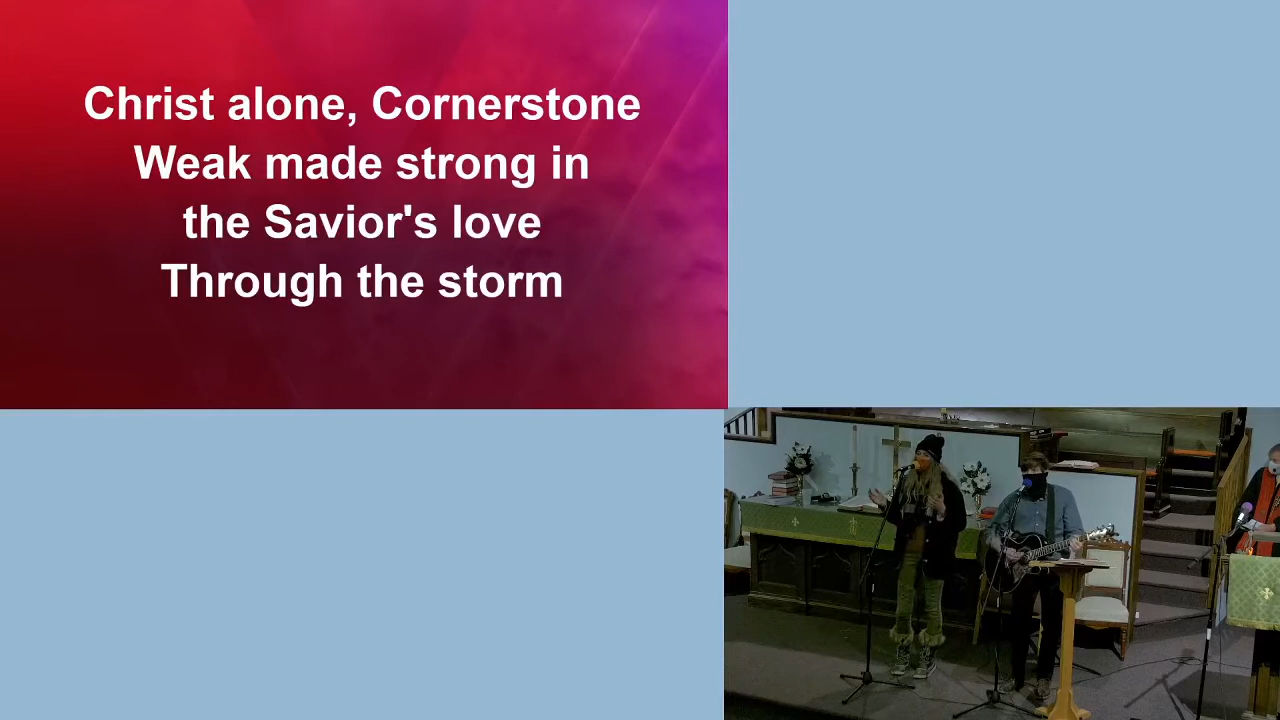 Christ alone, Cornerstone
Weak made strong in
the Savior's love
Through the storm